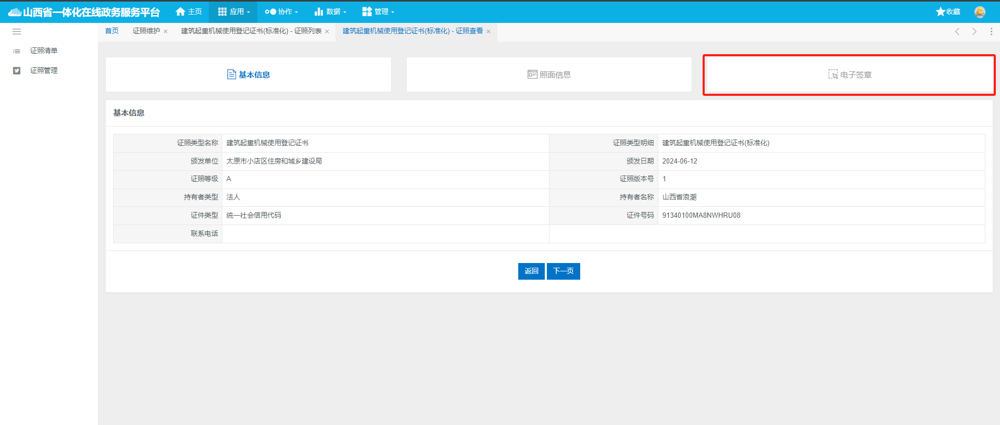 山西省一体化在线政务服务平台 主页 应用 协作 数据 管理 收藏
首页 证照维护 × 建筑起重机械使用登记证书(标准化) - 证照列表 × 建筑起重机械使用登记证书(标准化) - 证照查看 ×
证照清单
证照管理
基本信息 照面信息 电子签章
基本信息
证照类型名称 建筑起重机械使用登记证书 证照类型明细 建筑起重机械使用登记证书(标准化)
颁发单位 太原市小店区住房和城乡建设局 颁发日期 2024-06-12
证照等级 A 证照版本号 1
持有者类型 法人 持有者名称 山西省浪潮
证件类型 统一社会信用代码 证件号码 91340100MA8NWHRU08
联系电话
返回 下一页